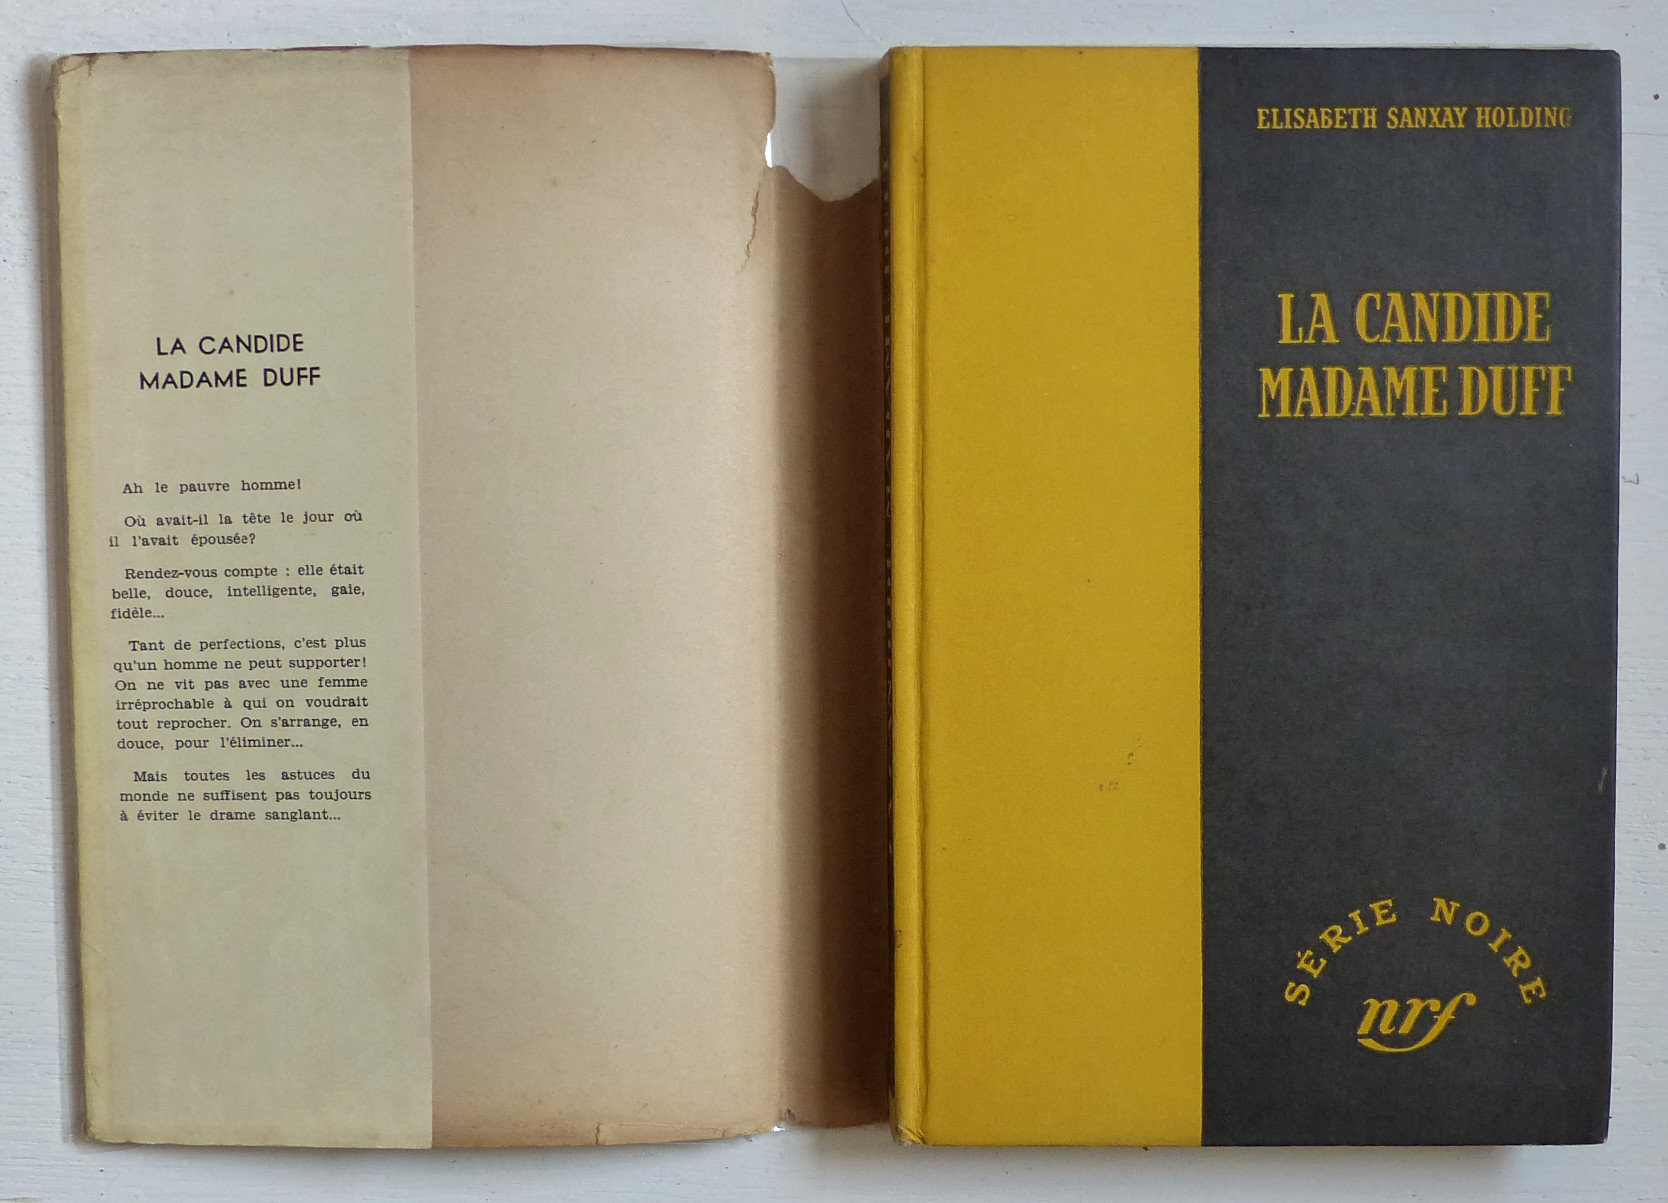 LA CANDIDE
MADAME DUFF
Ah le pauvre homme!
Où avait-il la tête le jour où
il l'avait épousée?
Rendez-vous compte : elle était
belle, douce, intelligente, gaie,
fidèle...
Tant de perfections, c'est plus
qu'un homme ne peut supporter!
On ne vit pas avec une femme
irréprochable à qui on voudrait
tout reprocher. On s'arrange, en
douce, pour l'éliminer...
Mais toutes les astuces du
monde ne suffisent pas toujours
à éviter le drame sanglant...
ELISABETH SANXAY HOLDING
LA CANDIDE
MADAME DUFF
SÉRIE NOIRE
nrf